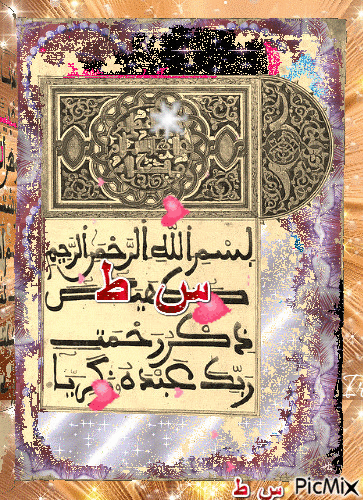 بسم الله الرحمن الرحيم
كهيعص
س ط
ذكر رحمت
ربك عبده زكريا
س ط PicMix